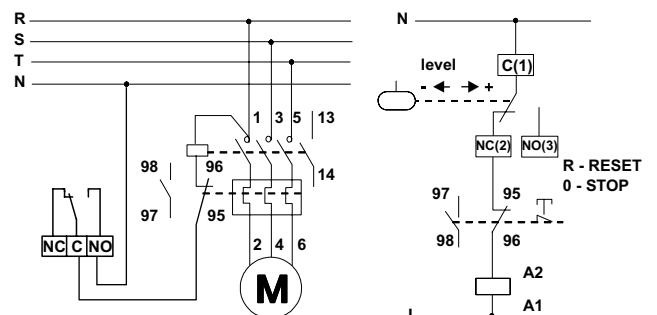 R
S
T
N
1 3 5 13
98 96 14
97 95
NC C NO
2 4 6
M
N
C(1)
level
- +
NC(2) NO(3)
R - RESET
0 - STOP
97 95
98 96
A2
A1